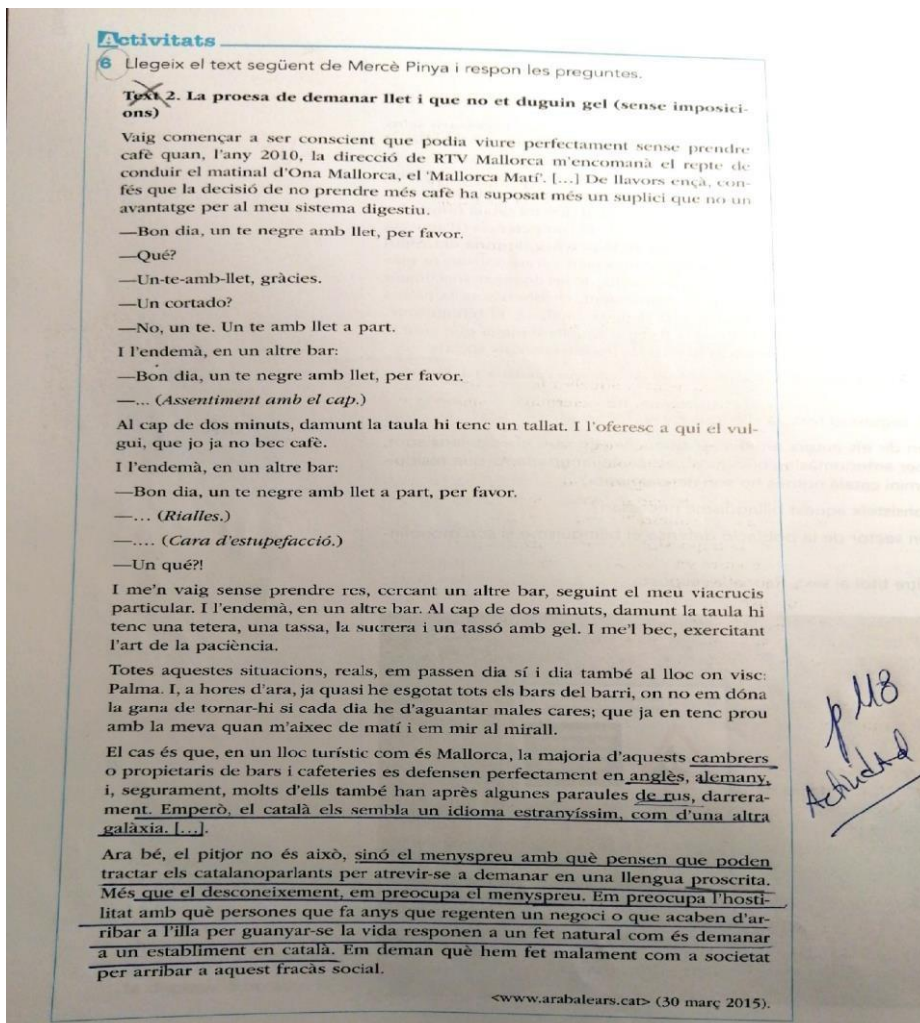 Activitats
6 Llegeix el text següent de Mercè Pinya i respon les preguntes.
Text 2. La proesa de demanar llet i que no et duguin gel (sense imposici-
ons)
Vaig començar a ser conscient que podia viure perfectament sense prendre
cafè quan, l'any 2010, la direcció de RTV Mallorca m'encomanà el repte de
conduir el matinal d'Ona Mallorca, el 'Mallorca Matí'. [...] De llavors ençà, con-
fés que la decisió de no prendre més cafè ha suposat més un suplici que no un
avantatge per al meu sistema digestiu.
—Bon dia, un te negre amb llet, per favor.
—Qué?
—Un-te-amb-llet, gràcies.
—Un cortado?
—No, un te. Un te amb llet a part.
I l'endemà, en un altre bar:
—Bon dia, un te negre amb llet, per favor.
—... (Assentiment amb el cap.)
Al cap de dos minuts, damunt la taula hi tenc un tallat. I l'oferesc a qui el vul-
gui, que jo ja no bec cafè.
I l'endemà, en un altre bar:
—Bon dia, un te negre amb llet a part, per favor.
—... (Rialles.)
—.... (Cara d'estupefacció.)
—Un qué?!
I me'n vaig sense prendre res, cercant un altre bar, seguint el meu viacrucis
particular. I l'endemà, en un altre bar. Al cap de dos minuts, damunt la taula hi
tenc una tetera, una tassa, la sucrera i un tassó amb gel. I me'l bec, exercitant
l'art de la paciència.
Totes aquestes situacions, reals, em passen dia sí i dia també al lloc on visc:
Palma. I, a hores d'ara, ja quasi he esgotat tots els bars del barri, on no em dóna
la gana de tornar-hi si cada dia he d'aguantar males cares; que ja en tenc prou
amb la meva quan m'aixec de matí i em mir al mirall.
El cas és que, en un lloc turístic com és Mallorca, la majoria d'aquests cambrers
o propietaris de bars i cafeteries es defensen perfectament en anglès, alemany,
i, segurament, molts d'ells també han après algunes paraules de rus, darrera-
ment. Emperò, el català els sembla un idioma estranyíssim, com d'una altra
galàxia. [...].
Ara bé, el pitjor no és això, sinó el menyspreu amb què pensen que poden
tractar els catalanoparlants per atrevir-se a demanar en una llengua proscrita.
Més que el desconeixement, em preocupa el menyspreu. Em preocupa l'hosti-
litat amb què persones que fa anys que regenten un negoci o que acaben d'ar-
ribar a l'illa per guanyar-se la vida responen a un fet natural com és demanar
a un establiment en català. Em deman què hem fet malament com a societat
per arribar a aquest fracàs social.
<www.arabalears.cat> (30 març 2015).
p 118
Actividad